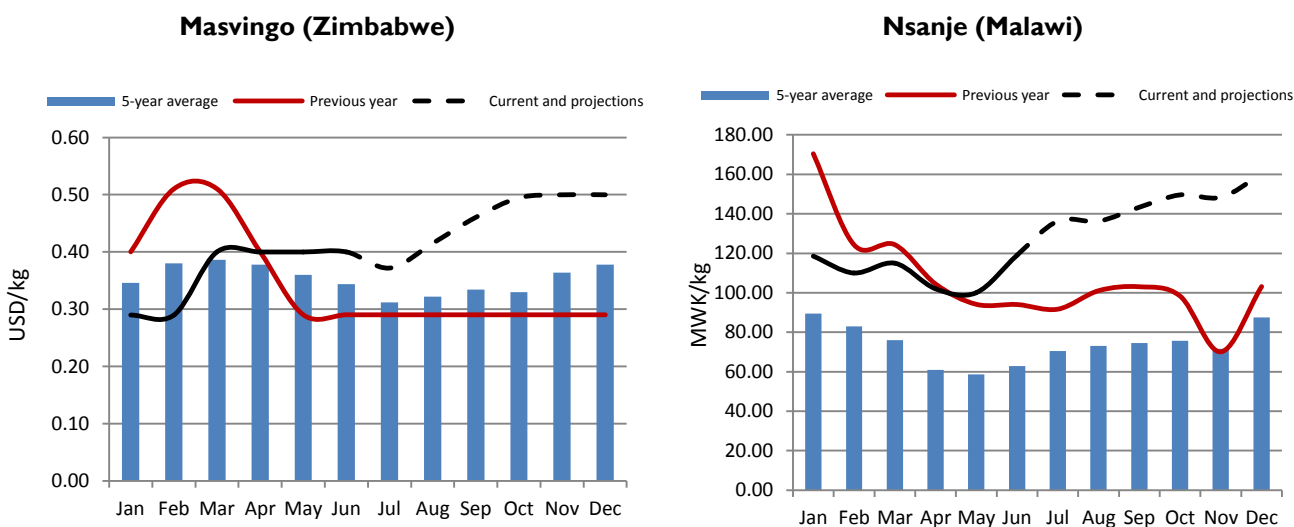 Masvingo (Zimbabwe)
5-year average Previous year Current and projections
0.60
0.50
0.40
0.30
0.20
0.10
0.00
USD/kg
Jan Feb Mar Apr May Jun Jul Aug Sep Oct Nov Dec
Nsanje (Malawi)
5-year average Previous year Current and projections
180.00
160.00
140.00
120.00
100.00
80.00
60.00
40.00
20.00
0.00
MWK/kg
Jan Feb Mar Apr May Jun Jul Aug Sep Oct Nov Dec